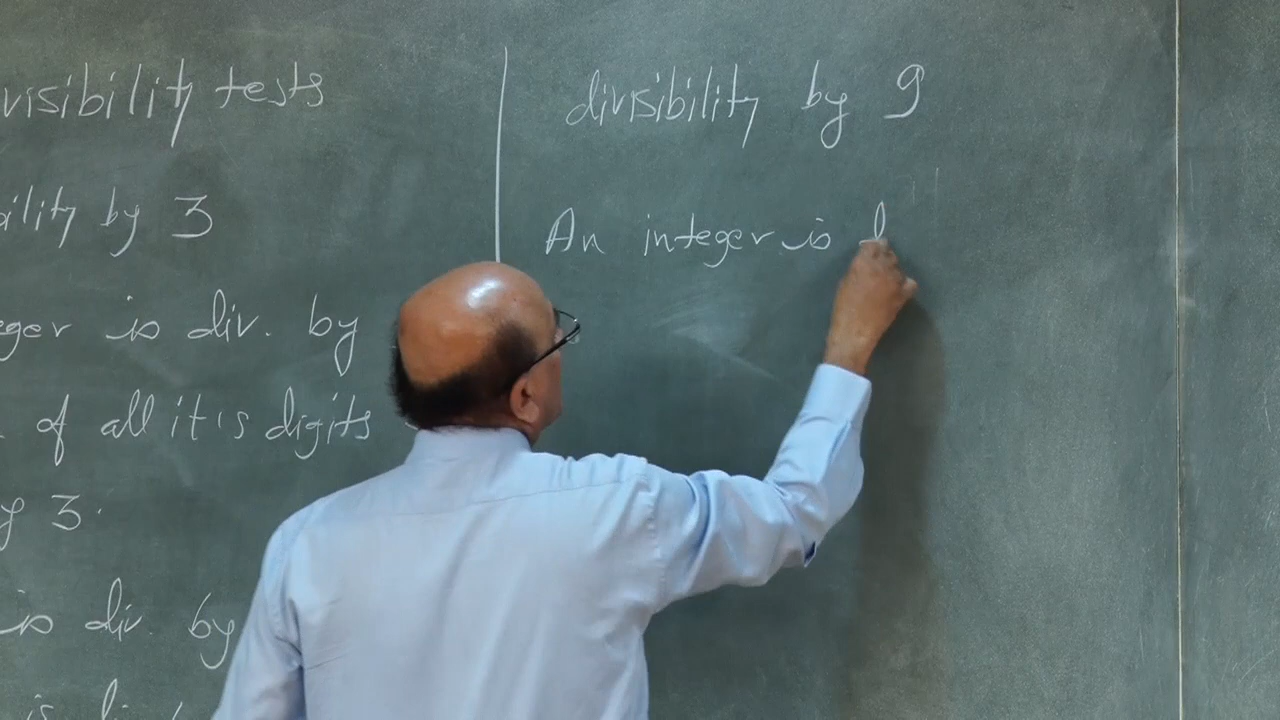 visibility tests
ility by 3
eger is div. by
of all it's digits
y 3.
is div. by
is div
divisibility by 9
An integer is d